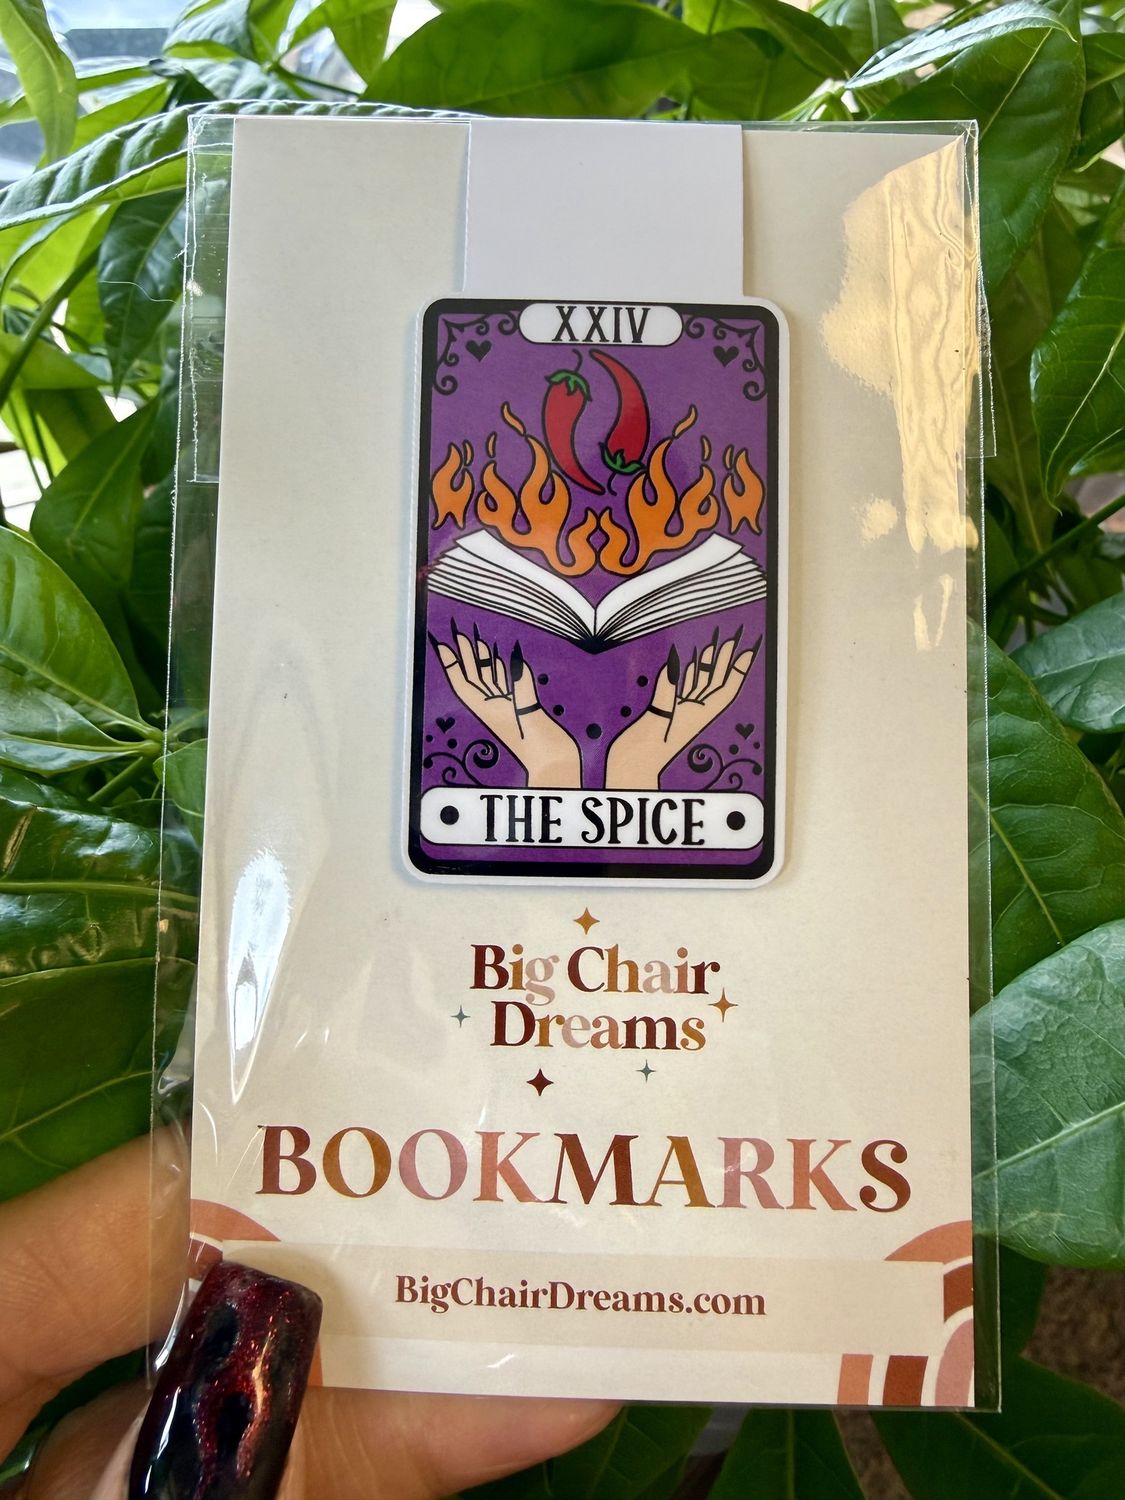 XXIV
THE SPICE
Big Chair
Dreams
BOOKMARKS
BigChairDreams.com